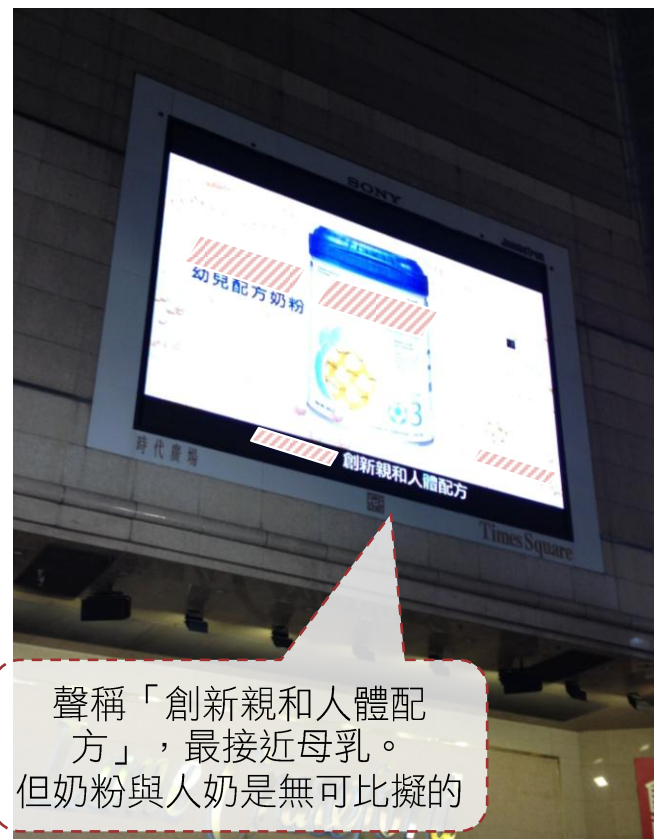 SONY
幼兒配方奶粉
3
創新親和人體配方
時代廣場
TimesSquare
聲稱「創新親和人體配
方」，最接近母乳。
但奶粉與人奶是無可比擬的